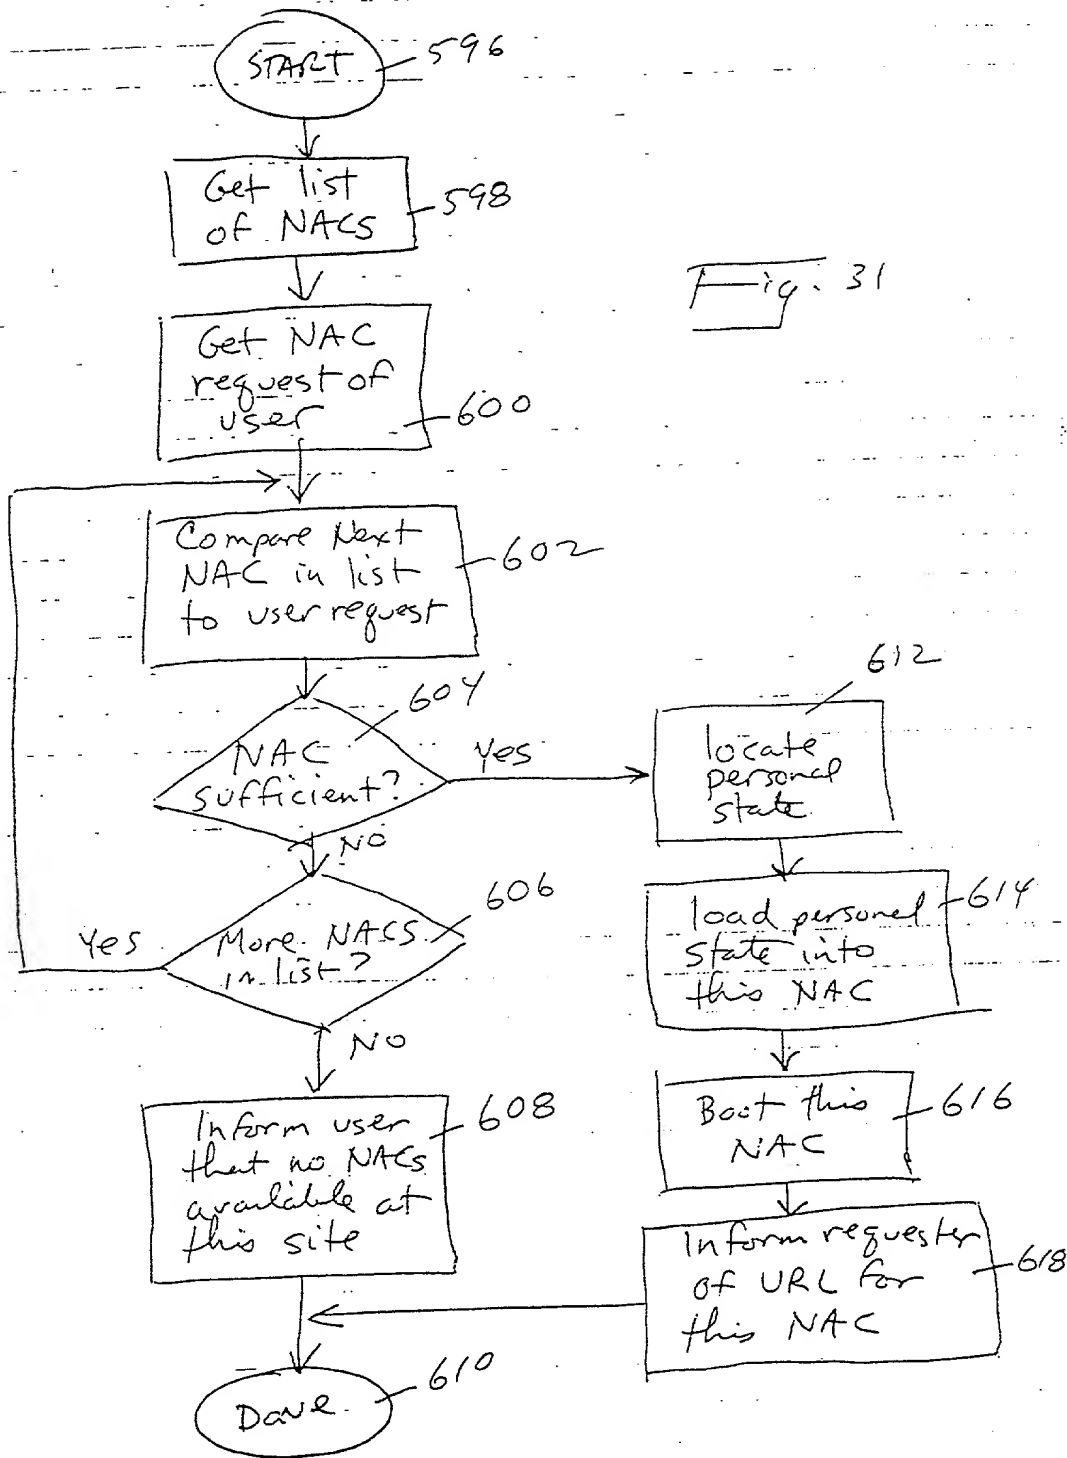 START
596
Get list
of NACS
598
Fig. 31
Get NAC
request of
user
600
Compare Next
NAC in list
to user request
602
NAC
sufficient?
604
Yes
NO
More NACS
in list?
606
Yes
NO
Inform user
that no NACs
available at
this site
608
locate
personal
state
612
load personal
state into
this NAC
614
Boot this
NAC
616
Inform requester
of URL for
this NAC
618
Done
610